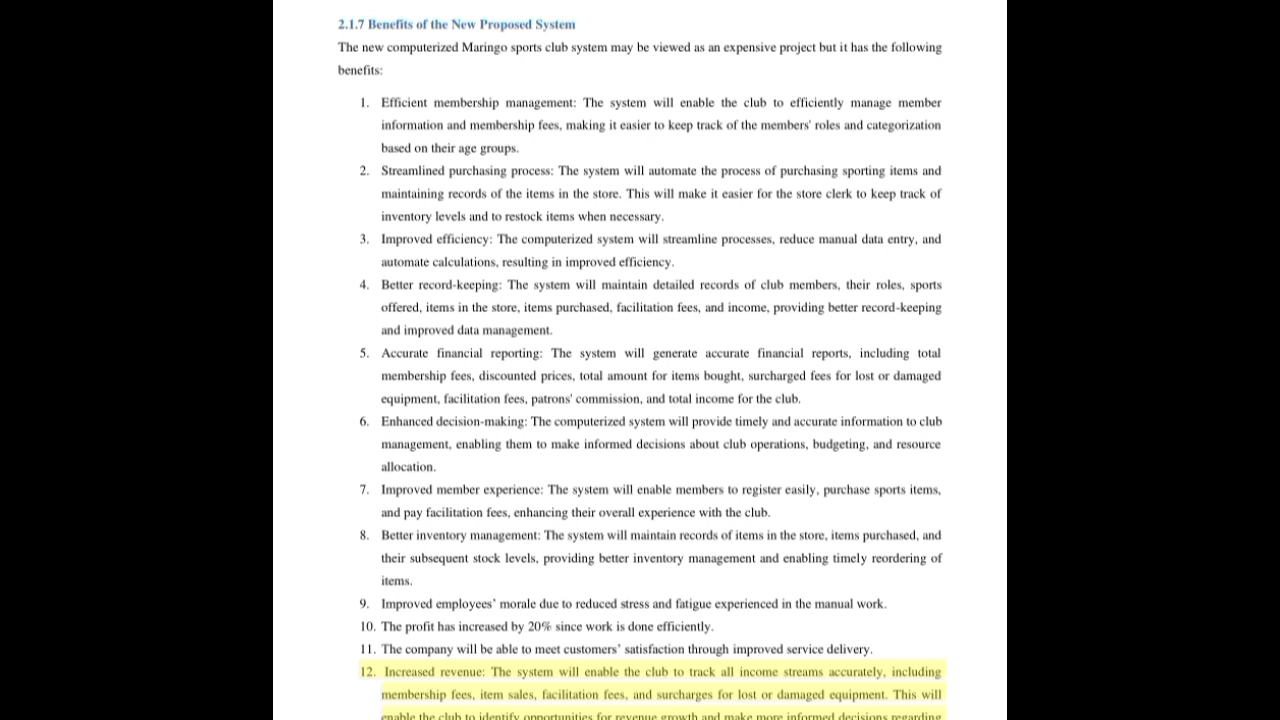 2.1.7 Benefits of the New Proposed System
The new computerized Maringo sports club system may be viewed as an expensive project but it has the following
benefits:
1. Efficient membership management: The system will enable the club to efficiently manage member
information and membership fees, making it easier to keep track of the members' roles and categorization
based on their age groups.
2. Streamlined purchasing process: The system will automate the process of purchasing sporting items and
maintaining records of the items in the store. This will make it easier for the store clerk to keep track of
inventory levels and to restock items when necessary.
3. Improved efficiency: The computerized system will streamline processes, reduce manual data entry, and
automate calculations, resulting in improved efficiency.
4. Better record-keeping: The system will maintain detailed records of club members, their roles, sports
offered, items in the store, items purchased, facilitation fees, and income, providing better record-keeping
and improved data management.
5. Accurate financial reporting: The system will generate accurate financial reports, including total
membership fees, discounted prices, total amount for items bought, surcharged fees for lost or damaged
equipment, facilitation fees, patrons' commission, and total income for the club.
6. Enhanced decision-making: The computerized system will provide timely and accurate information to club
management, enabling them to make informed decisions about club operations, budgeting, and resource
allocation.
7. Improved member experience: The system will enable members to register easily, purchase sports items,
and pay facilitation fees, enhancing their overall experience with the club.
8. Better inventory management: The system will maintain records of items in the store, items purchased, and
their subsequent stock levels, providing better inventory management and enabling timely reordering of
items.
9. Improved employees’ morale due to reduced stress and fatigue experienced in the manual work.
10. The profit has increased by 20% since work is done efficiently.
11. The company will be able to meet customers’ satisfaction through improved service delivery.
12. Increased revenue: The system will enable the club to track all income streams accurately, including
membership fees, item sales, facilitation fees, and surcharges for lost or damaged equipment. This will
enable the club to identify opportunities for revenue growth and make more informed decisions regarding